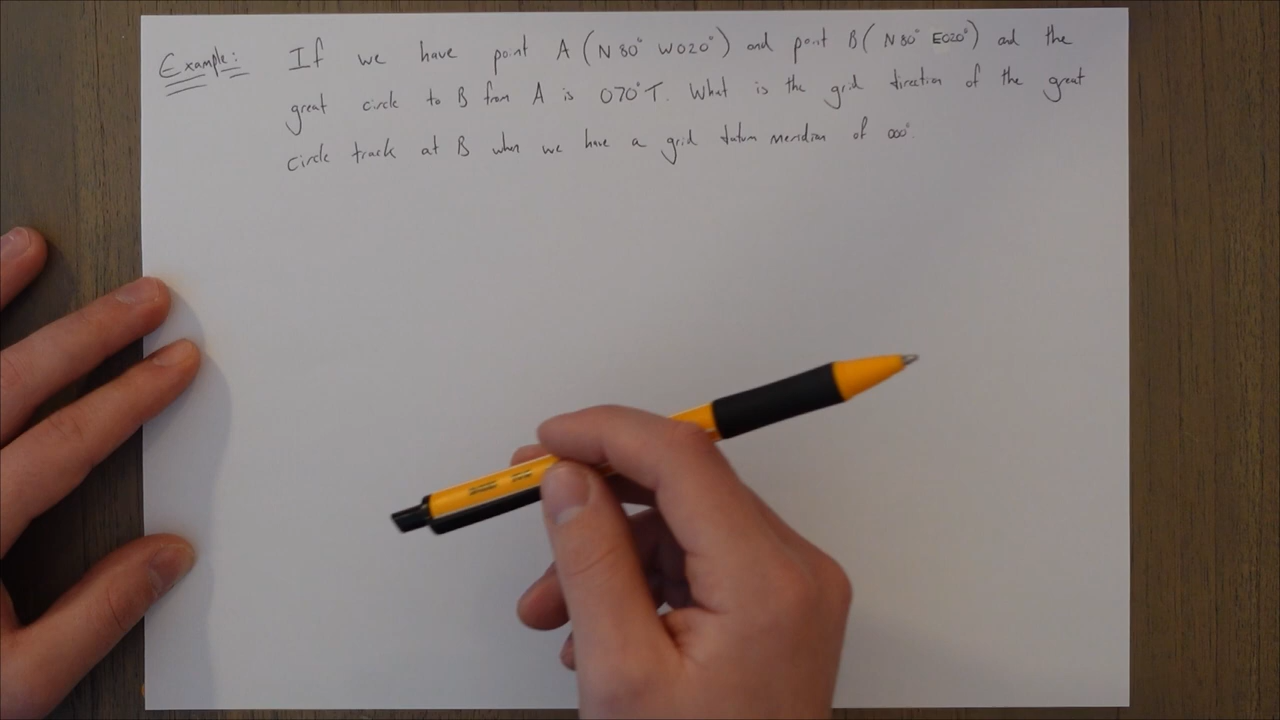 Example: If we have point A (N 80° W020°) and point B( N 80° E020°) and the
great circle to B from A is 070°T. What is the grid direction of the great
circle track at B when we have a grid datum meridian of 000°.